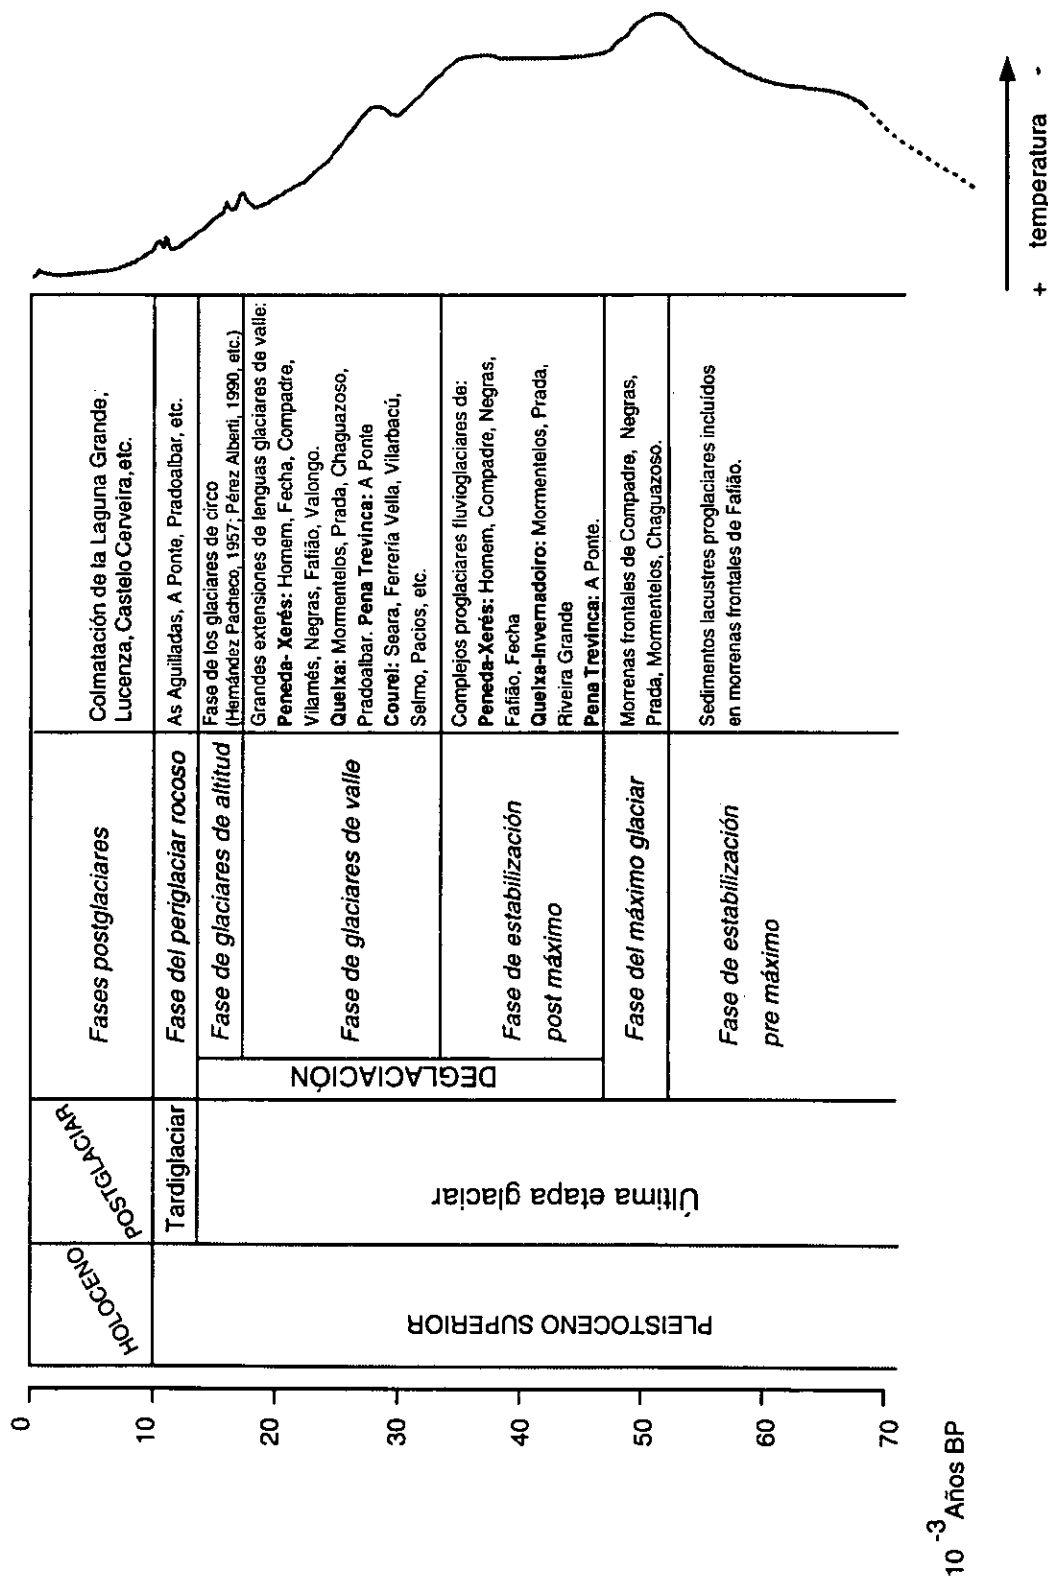 0
10
20
30
40
50
60
70
10 -3 Años BP
HOLOCENO
PLEISTOCENO SUPERIOR
POSTGLACIAR
Tardiglaciar
Última etapa glaciar
DEGLACIACIÓN
Fases postglaciares
Fase del periglaciar rocoso
Fase de glaciares de altitud
Fase de glaciares de valle
Fase de estabilización
post máximo
Fase del máximo glaciar
Fase de estabilización
pre máximo
Colmatación de la Laguna Grande,
Lucenza, Castelo Cerveira, etc.
As Aguilladas, A Ponte, Pradoalbar, etc.
Fase de los glaciares de circo
(Hernández Pacheco, 1957; Pérez Alberti, 1990, etc.)
Grandes extensiones de lenguas glaciares de valle:
Peneda- Xerés: Homem, Fecha, Compadre,
Vilamés, Negras, Fafião, Valongo.
Queixa: Mormentelos, Prada, Chaguazoso,
Pradoalbar. Pena Trevinca: A Ponte
Courel: Seara, Ferrería Vella, Vilarbacú,
Selmo, Pacios, etc.
Complejos proglaciares fluvioglaciares de:
Peneda-Xerés: Homem, Compadre, Negras,
Fafião, Fecha
Queixa-Invernadoiro: Mormentelos, Prada,
Riveira Grande
Pena Trevinca: A Ponte.
Morrenas frontales de Compadre, Negras,
Prada, Mormentelos, Chaguazoso.
Sedimentos lacustres proglaciares incluídos
en morrenas frontales de Fafião.
+ temperatura -